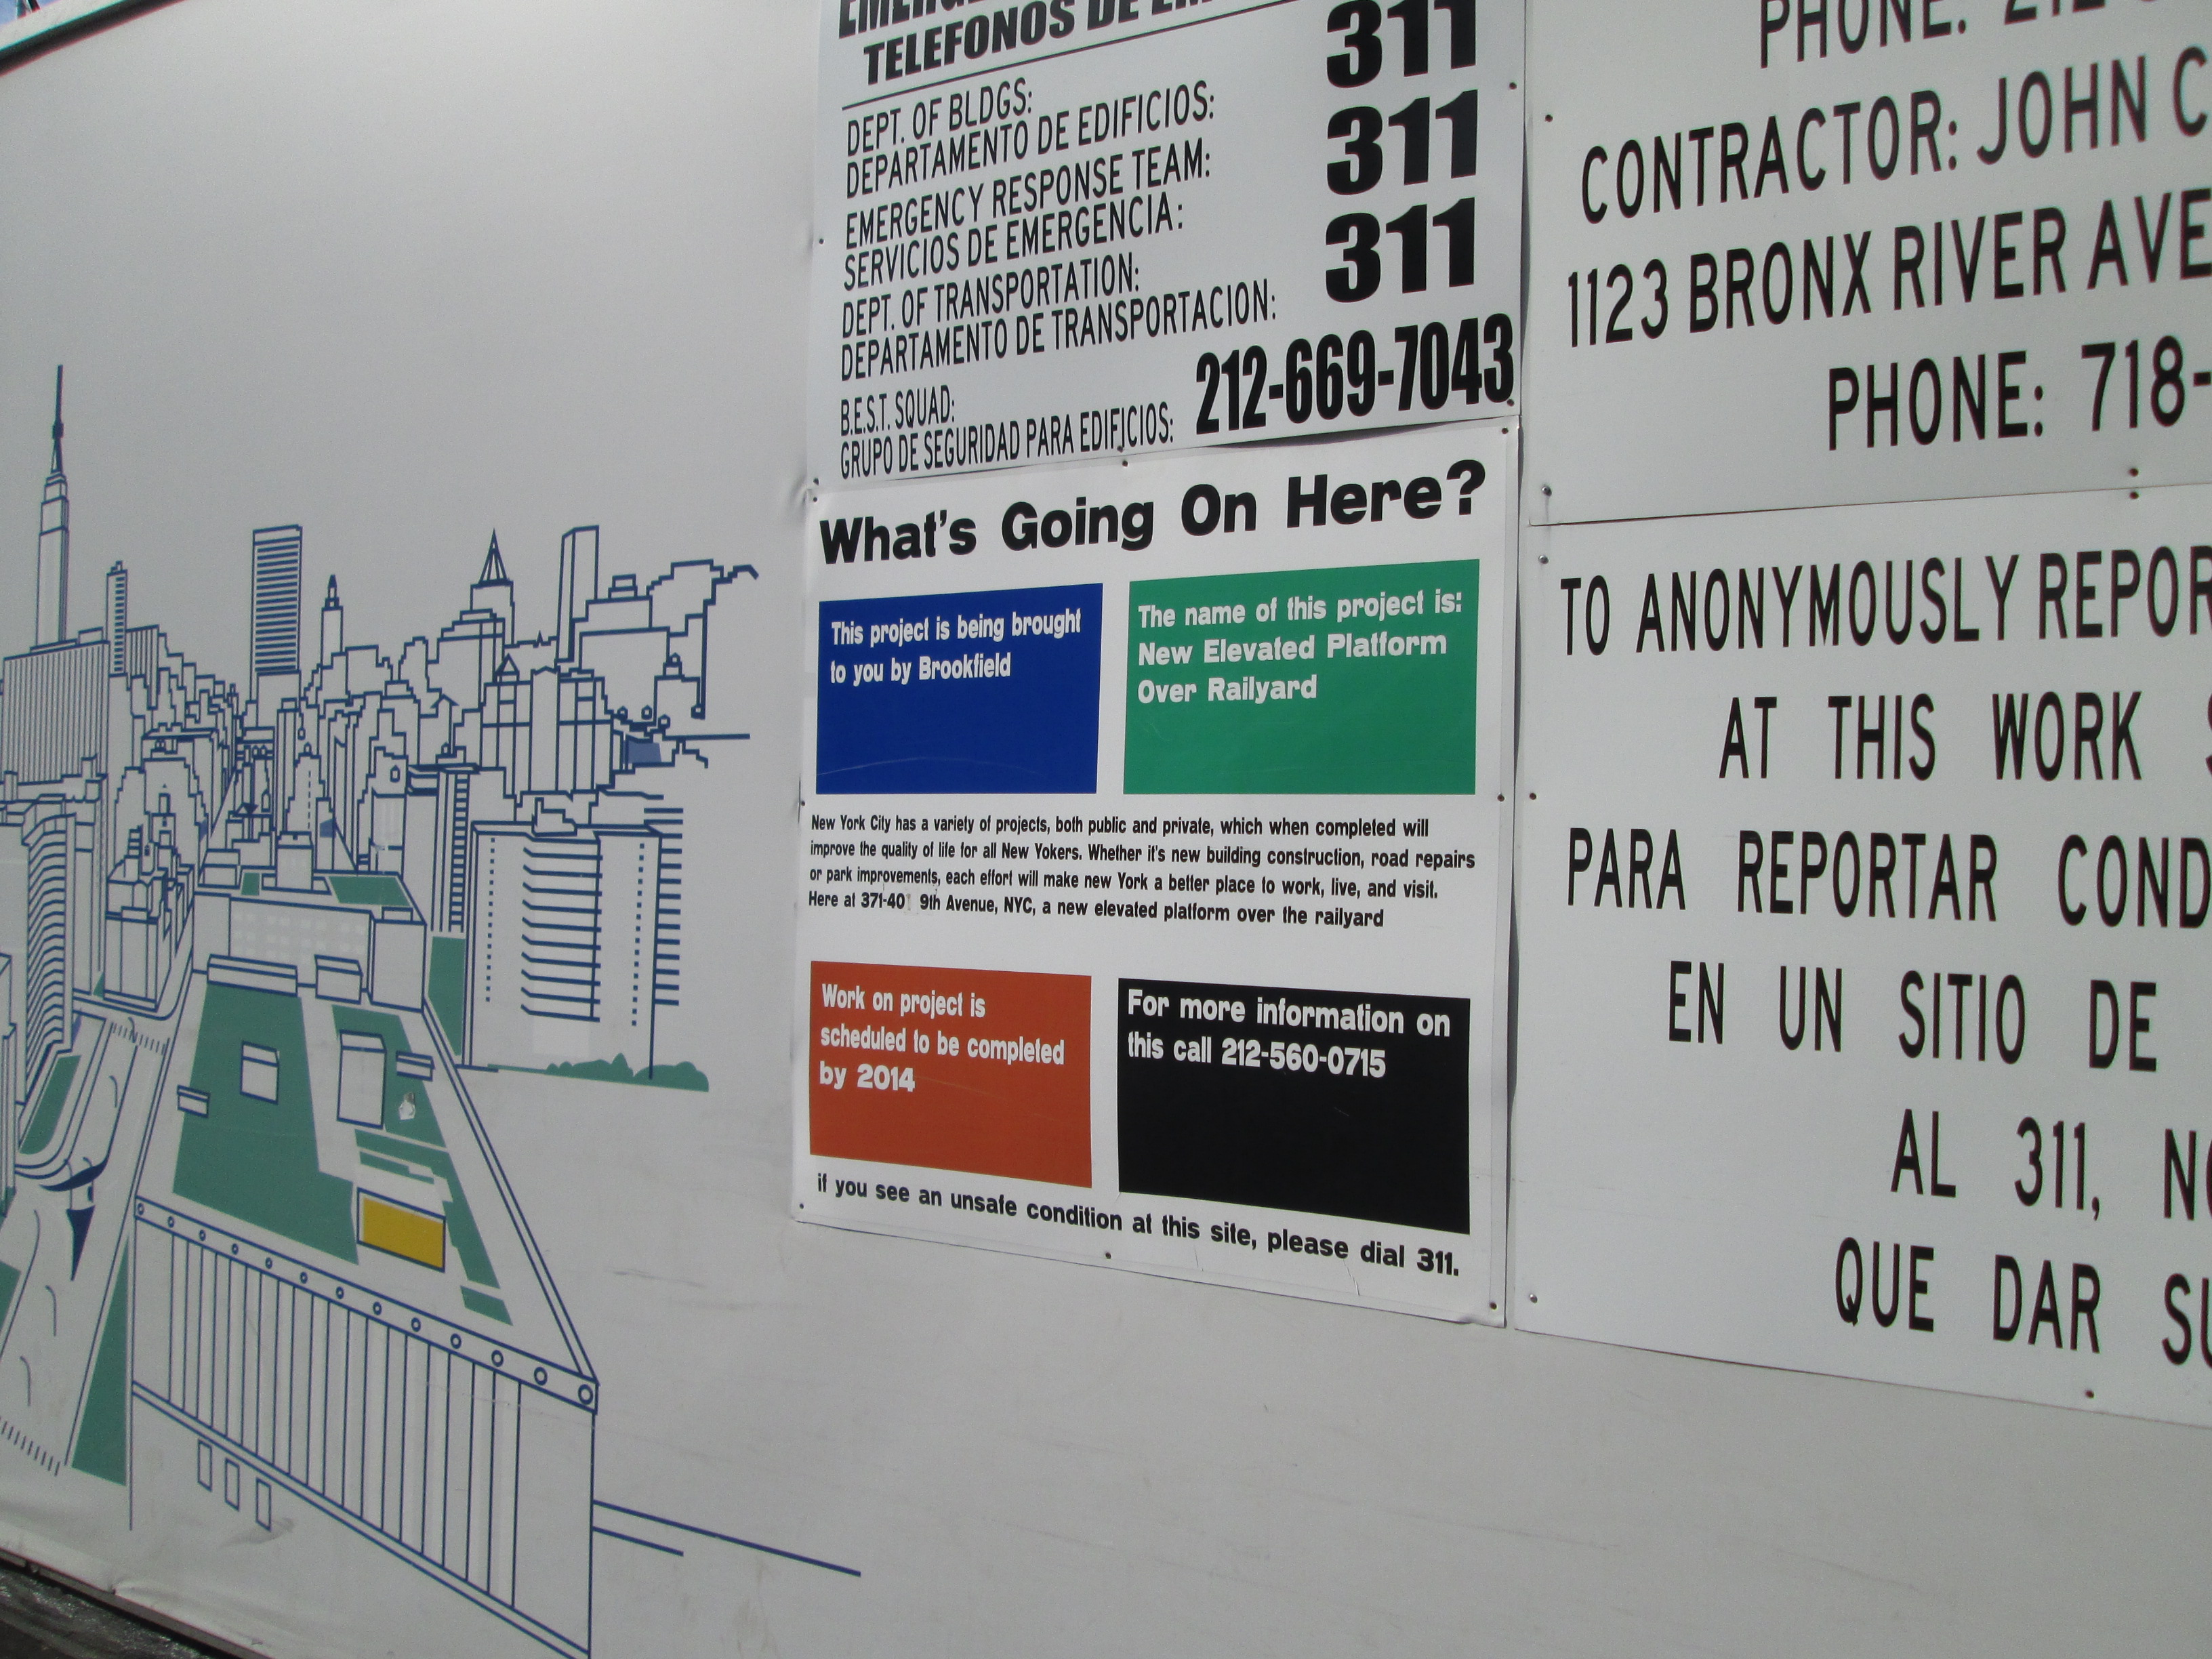 TELEFONOS DE
311
DEPT. OF BLDGS:
DEPARTAMENTO DE EDIFICIOS:
311
EMERGENCY RESPONSE TEAM:
SERVICIOS DE EMERGENCIA:
311
DEPT. OF TRANSPORTATION:
DEPARTAMENTO DE TRANSPORTACION:
B.E.S.T. SQUAD:
GRUPO DE SEGURIDAD PARA EDIFICIOS:
212-669-7043
What's Going On Here?
This project is being brought
to you by Brookfield
The name of this project is:
New Elevated Platform
Over Railyard
New York City has a variety of projects, both public and private, which when completed will
improve the quality of life for all New Yokers. Whether it's new building construction, road repairs
or park improvements, each effort will make new York a better place to work, live, and visit.
Here at 371-40 9th Avenue, NYC, a new elevated platform over the railyard
Work on project is
scheduled to be completed
by 2014
For more information on
this call 212-560-0715
if you see an unsafe condition at this site, please dial 311.
PHONE:
CONTRACTOR: JOHN C
1123 BRONX RIVER AVE
PHONE: 718-
TO ANONYMOUSLY REPOR
AT THIS WORK
PARA REPORTAR COND
EN UN SITIO DE
AL 311,
QUE DAR